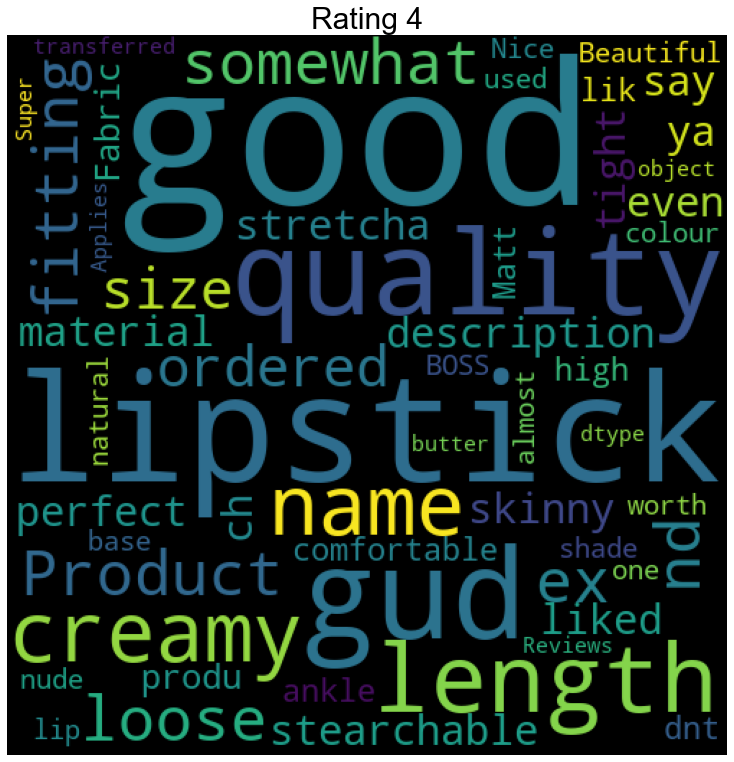 Rating 4
transferred
somewhat
Nice
Beautiful
used
lik
say
Super
fitting
Fabric
good
tight
ya
object
even
colour
Applies
stretcha
Matt
size
quality
material
description
ordered
BOSS
high
natural
lipstick
almost
butter
dtype
perfect
ch
name
skinny
worth
base
comfortable
shade
nd
Product
gud
ex
one
creamy
liked
Reviews
nude
produ
ankle
length
lip
loose
stearchable
dnt